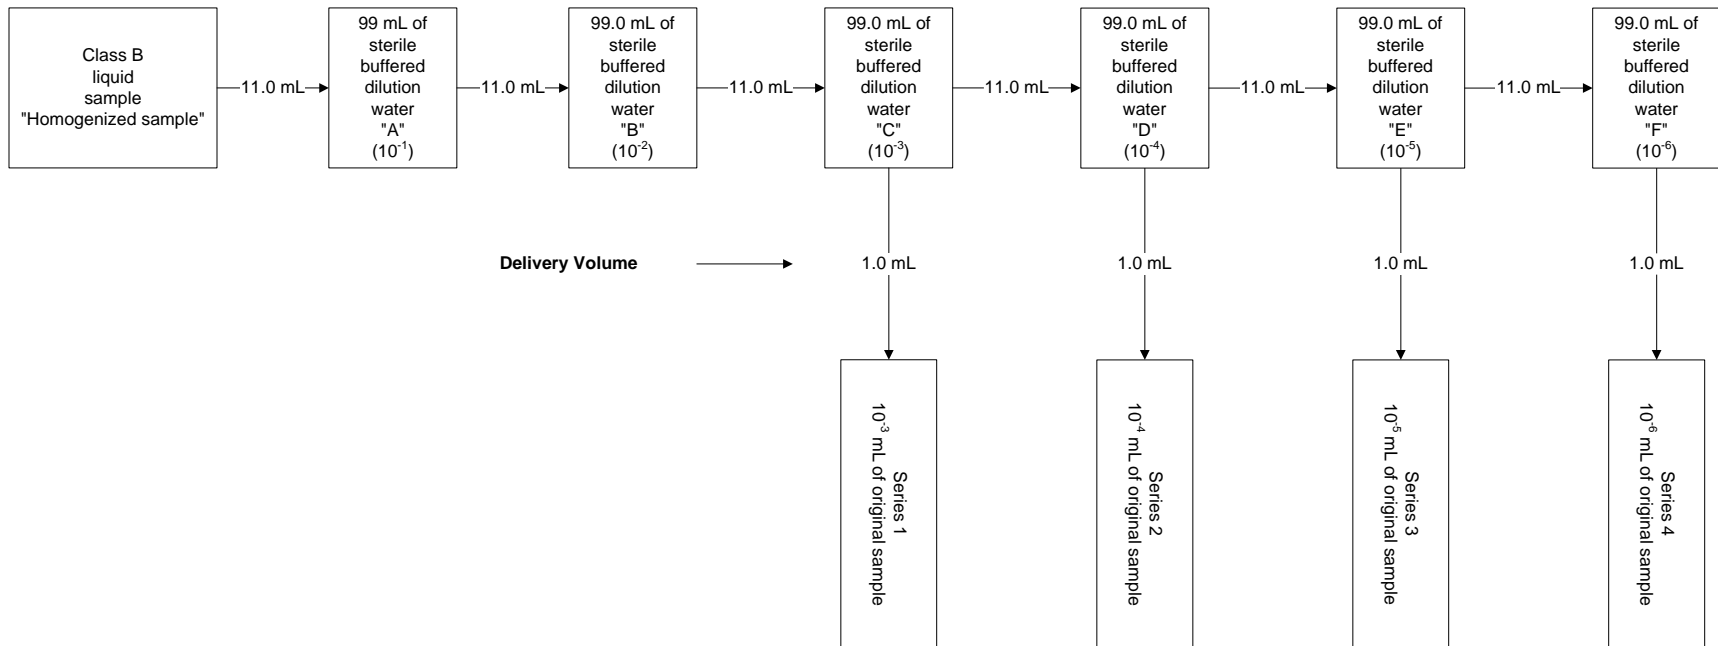 Class B
liquid
sample
"Homogenized sample"
11.0 mL
99 mL of
sterile
buffered
dilution
water
"A"
(10⁻¹)
11.0 mL
99.0 mL of
sterile
buffered
dilution
water
"B"
(10⁻²)
11.0 mL
99.0 mL of
sterile
buffered
dilution
water
"C"
(10⁻³)
11.0 mL
99.0 mL of
sterile
buffered
dilution
water
"D"
(10⁻⁴)
11.0 mL
99.0 mL of
sterile
buffered
dilution
water
"E"
(10⁻⁵)
11.0 mL
99.0 mL of
sterile
buffered
dilution
water
"F"
(10⁻⁶)
Delivery Volume
1.0 mL
1.0 mL
1.0 mL
1.0 mL
Series 1
10⁻³ mL of original sample
Series 2
10⁻⁴ mL of original sample
Series 3
10⁻⁵ mL of original sample
Series 4
10⁻⁶ mL of original sample